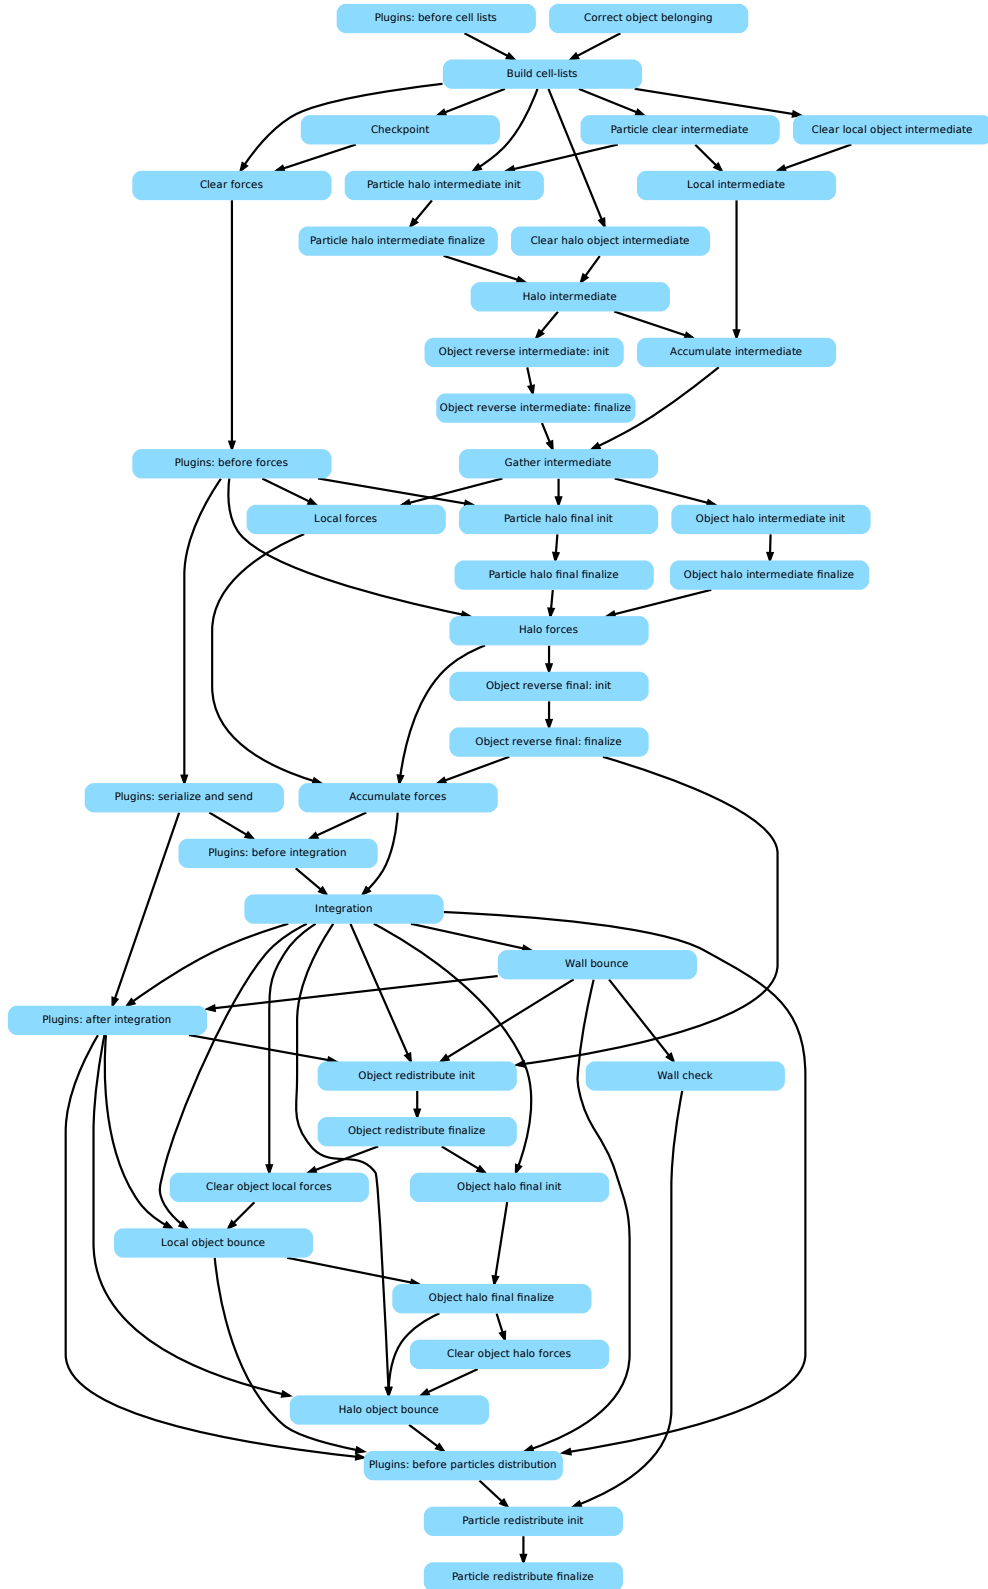 Plugins: before cell lists
Correct object belonging
Build cell-lists
Checkpoint
Particle clear intermediate
Clear local object intermediate
Clear forces
Particle halo intermediate init
Local intermediate
Particle halo intermediate finalize
Clear halo object intermediate
Halo intermediate
Object reverse intermediate: init
Accumulate intermediate
Object reverse intermediate: finalize
Plugins: before forces
Gather intermediate
Local forces
Particle halo final init
Object halo intermediate init
Particle halo final finalize
Object halo intermediate finalize
Halo forces
Object reverse final: init
Object reverse final: finalize
Plugins: serialize and send
Accumulate forces
Plugins: before integration
Integration
Wall bounce
Plugins: after integration
Object redistribute init
Wall check
Object redistribute finalize
Clear object local forces
Object halo final init
Local object bounce
Object halo final finalize
Clear object halo forces
Halo object bounce
Plugins: before particles distribution
Particle redistribute init
Particle redistribute finalize